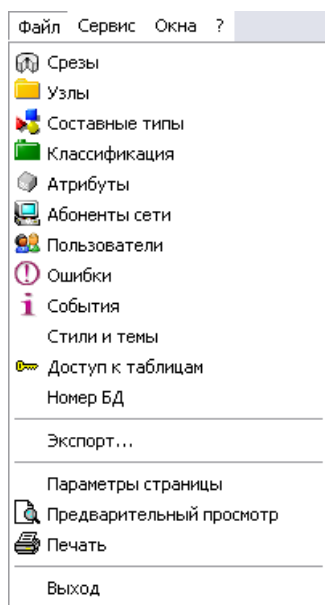 Файл Сервис Окна ?
Срезы
Узлы
Составные типы
Классификация
Атрибуты
Абоненты сети
Пользователи
Ошибки
События
Стили и темы
Доступ к таблицам
Номер БД
Экспорт...
Параметры страницы
Предварительный просмотр
Печать
Выход